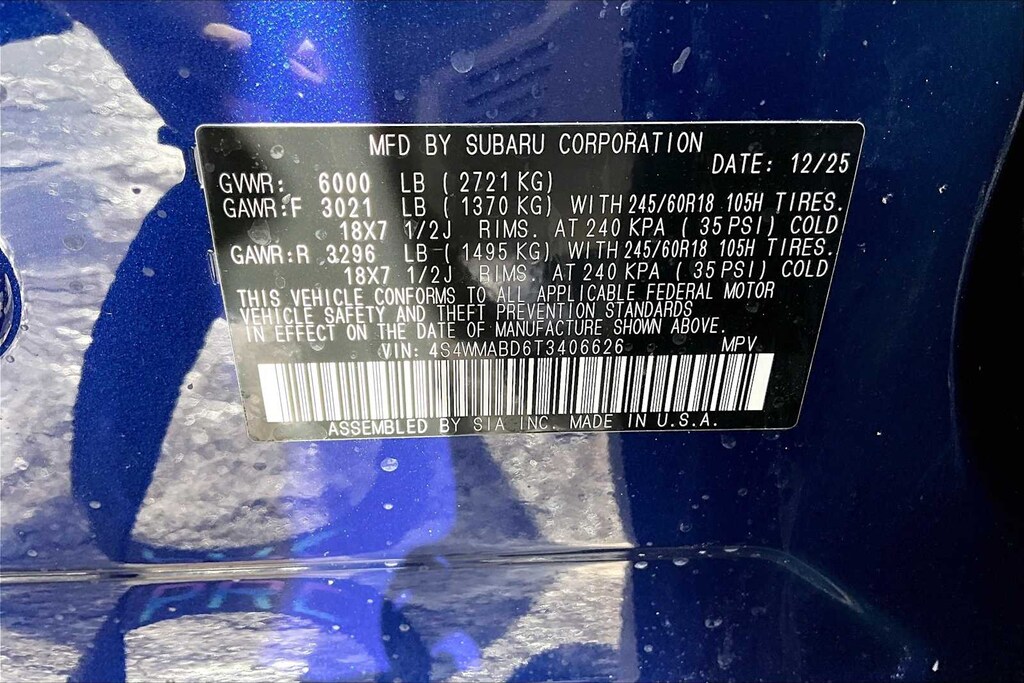 MFD BY SUBARU CORPORATION
DATE: 12/25
GVWR: 6000 LB ( 2721 KG)
GAWR:F 3021 LB ( 1370 KG) WITH 245/60R18 105H TIRES.
18X7 1/2J RIMS. AT 240 KPA ( 35 PSI) COLD
GAWR:R 3296 LB ( 1495 KG) WITH 245/60R18 105H TIRES.
18X7 1/2J RIMS. AT 240 KPA ( 35 PSI) COLD
THIS VEHICLE CONFORMS TO ALL APPLICABLE FEDERAL MOTOR
VEHICLE SAFETY AND THEFT PREVENTION STANDARDS
IN EFFECT ON THE DATE OF MANUFACTURE SHOWN ABOVE.
VIN: 4S4WMABD6T3406626 MPV
ASSEMBLED BY SIA INC. MADE IN U.S.A.